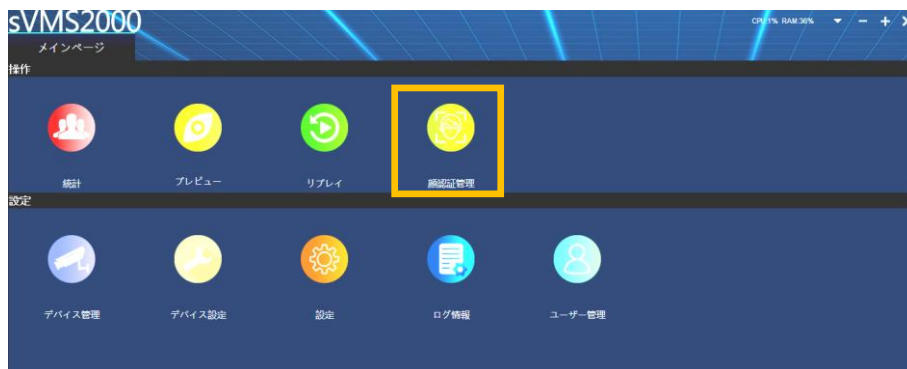 sVMS2000
CPU:1% RAM:36%
メインページ
操作
統計
プレビュー
リプレイ
顔認証管理
設定
デバイス管理
デバイス設定
設定
ログ情報
ユーザー管理